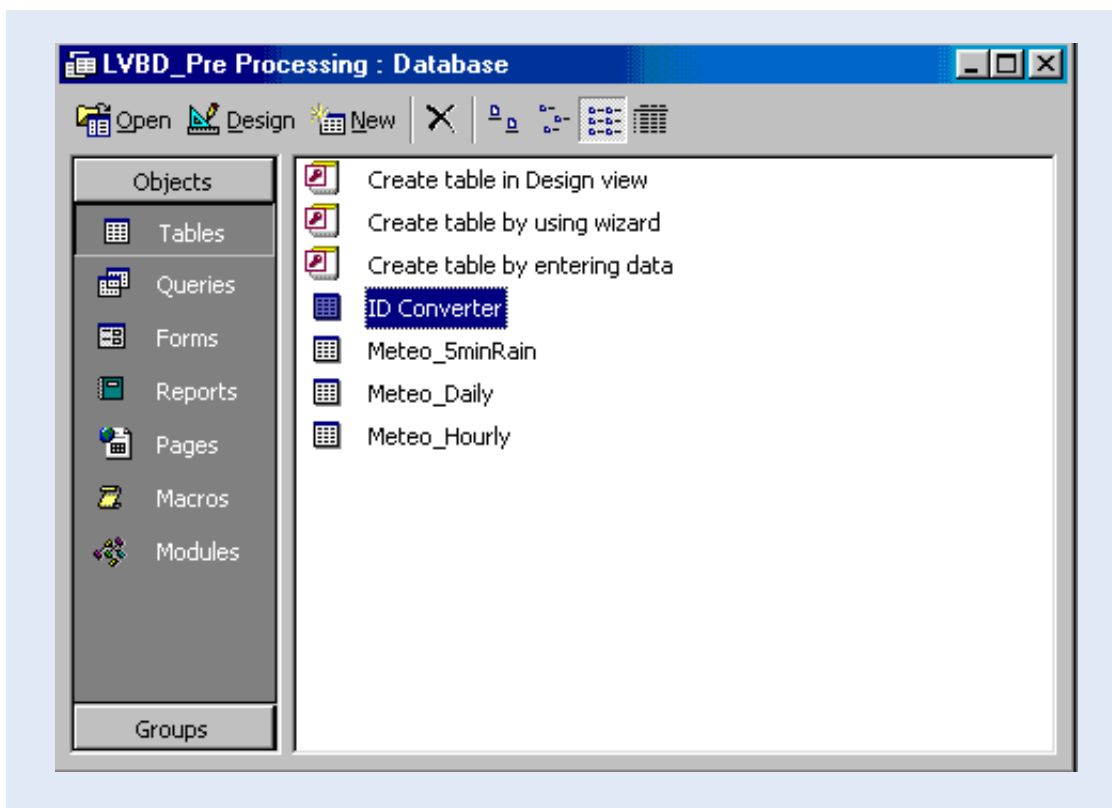 LVBD_Pre Processing : Database
Open Design New
Objects
Tables
Queries
Forms
Reports
Pages
Macros
Modules
Groups
Create table in Design view
Create table by using wizard
Create table by entering data
ID Converter
Meteo_5minRain
Meteo_Daily
Meteo_Hourly